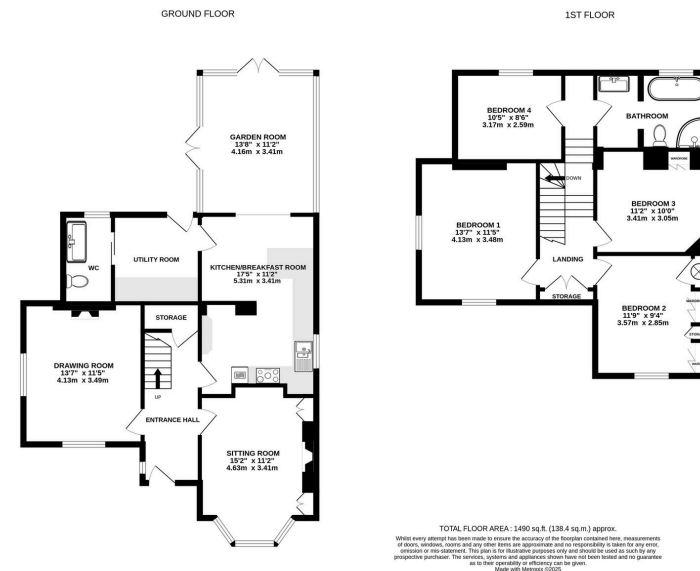 GROUND FLOOR
GARDEN ROOM
13'8" x 11'2"
4.16m x 3.41m
WC
UTILITY ROOM
KITCHEN/BREAKFAST ROOM
17'5" x 11'2"
5.31m x 3.41m
STORAGE
DRAWING ROOM
13'7" x 11'5"
4.13m x 3.49m
UP
ENTRANCE HALL
SITTING ROOM
15'2" x 11'2"
4.63m x 3.41m
1ST FLOOR
BEDROOM 4
10'5" x 8'6"
3.17m x 2.59m
BATHROOM
DOWN
WARDROBE
BEDROOM 3
11'2" x 10'0"
3.41m x 3.05m
BEDROOM 1
13'7" x 11'5"
4.13m x 3.48m
LANDING
STORAGE
BEDROOM 2
11'9" x 9'4"
3.57m x 2.85m
TOTAL FLOOR AREA : 1490 sq.ft. (138.4 sq.m.) approx.
Whilst every attempt has been made to ensure the accuracy of the floorplan contained here, measurements
of doors, windows, rooms and any other items are approximate and no responsibility is taken for any error,
omission or mis-statement. This plan is for illustrative purposes only and should be used as such by any
prospective purchaser. The services, systems and appliances shown have not been tested and no guarantee
as to their operability or efficiency can be given.
Made with Metropix ©2025